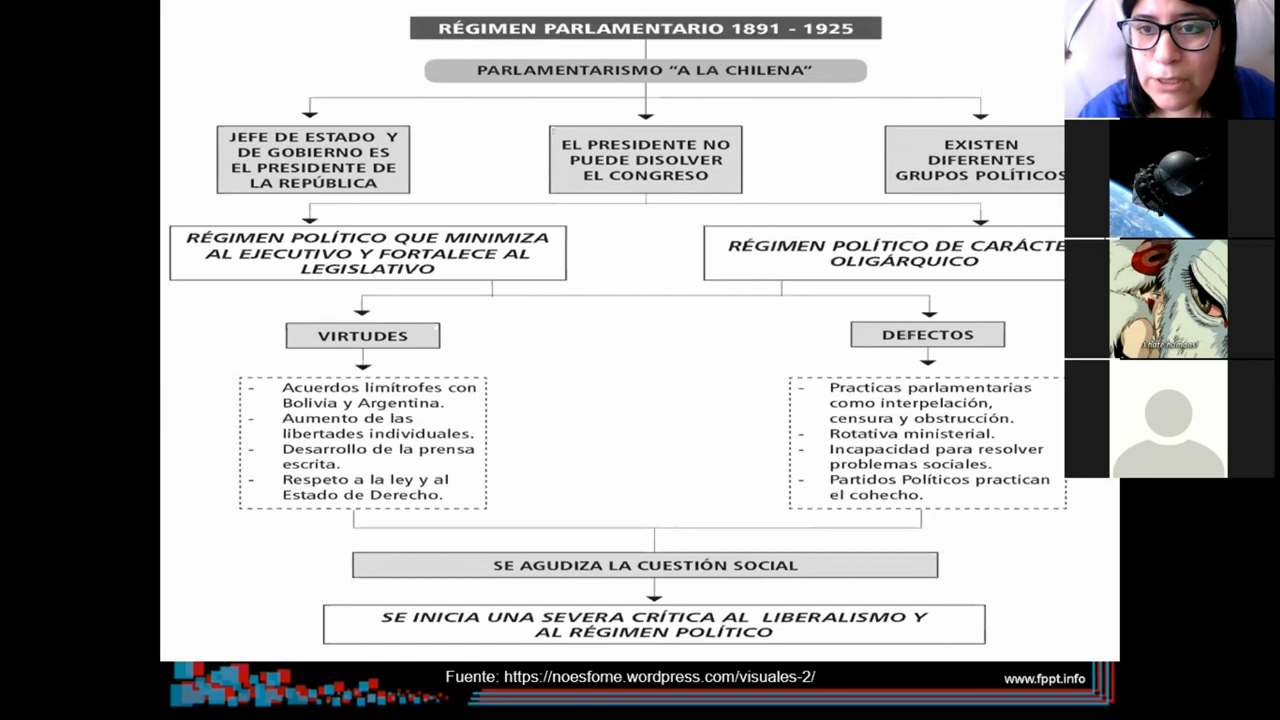 RÉGIMEN PARLAMENTARIO 1891 - 1925
PARLAMENTARISMO "A LA CHILENA"
JEFE DE ESTADO Y
DE GOBIERNO ES
EL PRESIDENTE DE
LA REPÚBLICA
EL PRESIDENTE NO
PUEDE DISOLVER
EL CONGRESO
EXISTEN
DIFERENTES
GRUPOS POLÍTICOS
RÉGIMEN POLÍTICO QUE MINIMIZA
AL EJECUTIVO Y FORTALECE AL
LEGISLATIVO
RÉGIMEN POLÍTICO DE CARÁCTE
OLIGÁRQUICO
VIRTUDES
- Acuerdos limítrofes con
Bolivia y Argentina.
- Aumento de las
libertades individuales.
- Desarrollo de la prensa
escrita.
- Respeto a la ley y al
Estado de Derecho.
DEFECTOS
- Practicas parlamentarias
como interpelación,
censura y obstrucción.
- Rotativa ministerial.
- Incapacidad para resolver
problemas sociales.
- Partidos Políticos practican
el cohecho.
SE AGUDIZA LA CUESTIÓN SOCIAL
SE INICIA UNA SEVERA CRÍTICA AL LIBERALISMO Y
AL RÉGIMEN POLÍTICO
Fuente: https://noesfome.wordpress.com/visuales-2/
www.fppt.info
I hate humans!